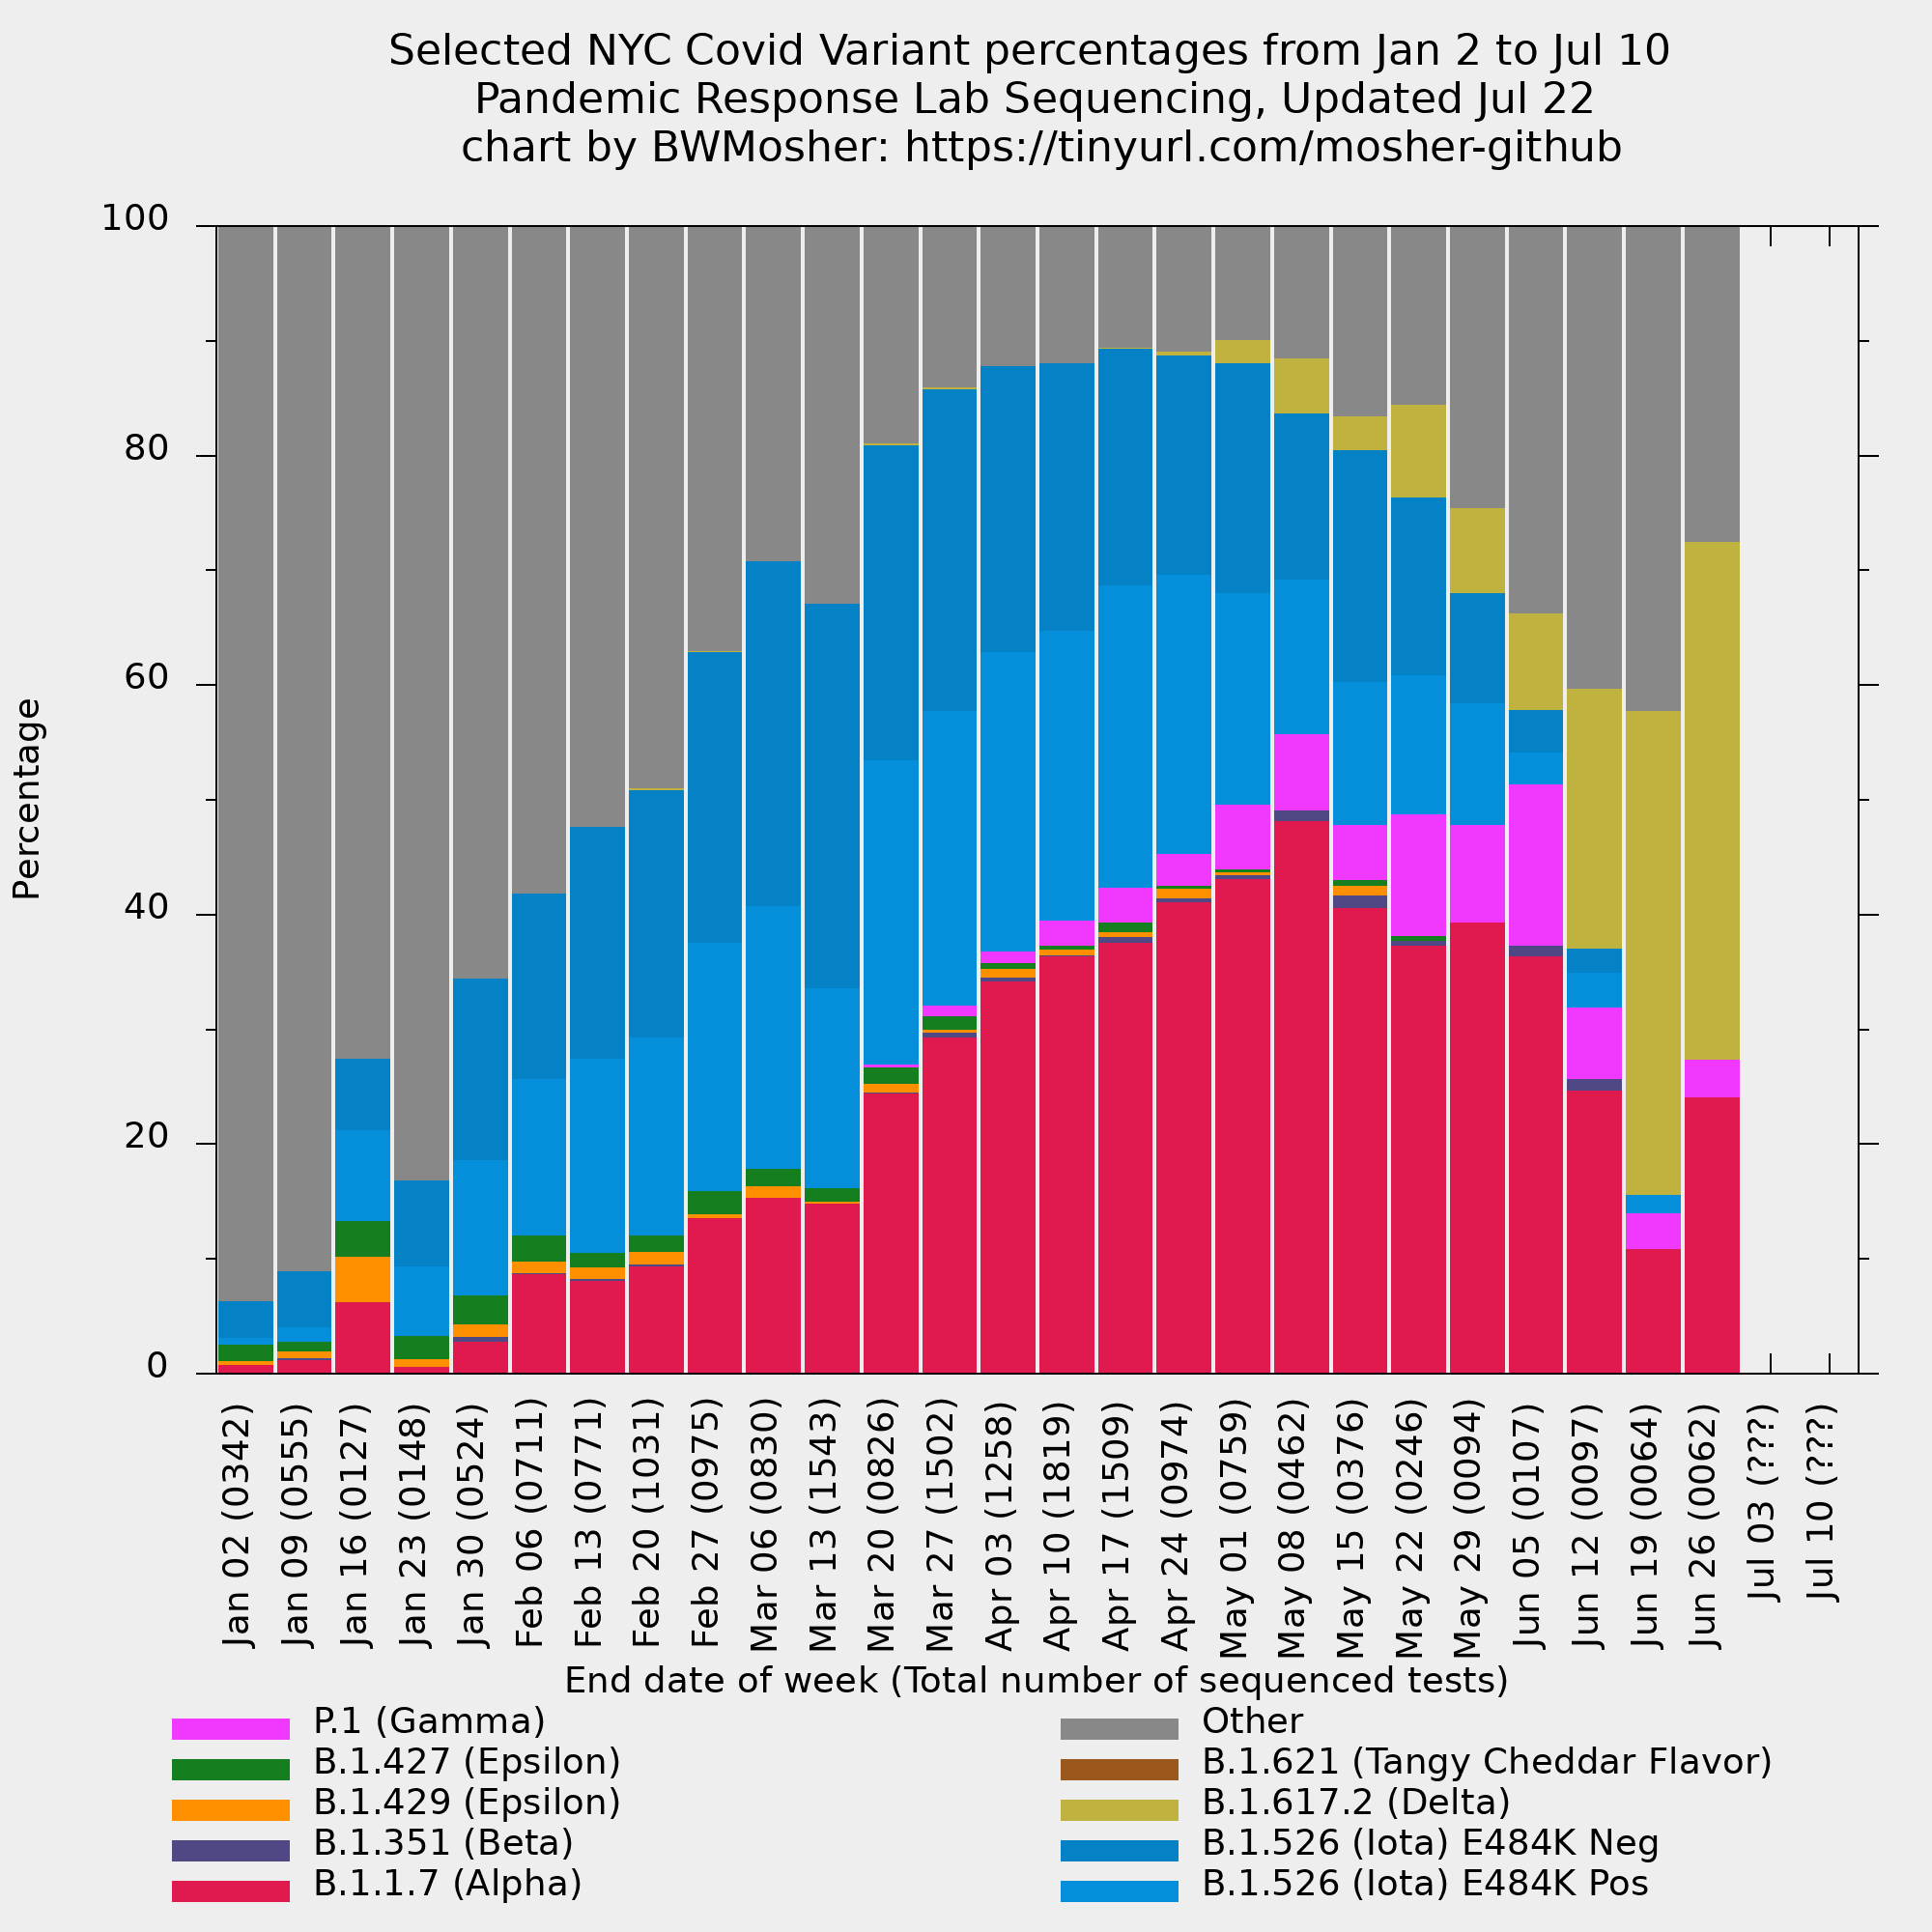 Selected NYC Covid Variant percentages from Jan 2 to Jul 10
Pandemic Response Lab Sequencing, Updated Jul 22
chart by BWMosher: https://tinyurl.com/mosher-github
100
80
60
40
20
0
Percentage
Jan 02 (0342)
Jan 09 (0555)
Jan 16 (0127)
Jan 23 (0148)
Jan 30 (0524)
Feb 06 (0711)
Feb 13 (0771)
Feb 20 (1031)
Feb 27 (0975)
Mar 06 (0830)
Mar 13 (1543)
Mar 20 (0826)
Mar 27 (1502)
Apr 03 (1258)
Apr 10 (1819)
Apr 17 (1509)
Apr 24 (0974)
May 01 (0759)
May 08 (0462)
May 15 (0376)
May 22 (0246)
May 29 (0094)
Jun 05 (0107)
Jun 12 (0097)
Jun 19 (0064)
Jun 26 (0062)
Jul 03 (???)
Jul 10 (???)
End date of week (Total number of sequenced tests)
P.1 (Gamma)
B.1.427 (Epsilon)
B.1.429 (Epsilon)
B.1.351 (Beta)
B.1.1.7 (Alpha)
Other
B.1.621 (Tangy Cheddar Flavor)
B.1.617.2 (Delta)
B.1.526 (Iota) E484K Neg
B.1.526 (Iota) E484K Pos